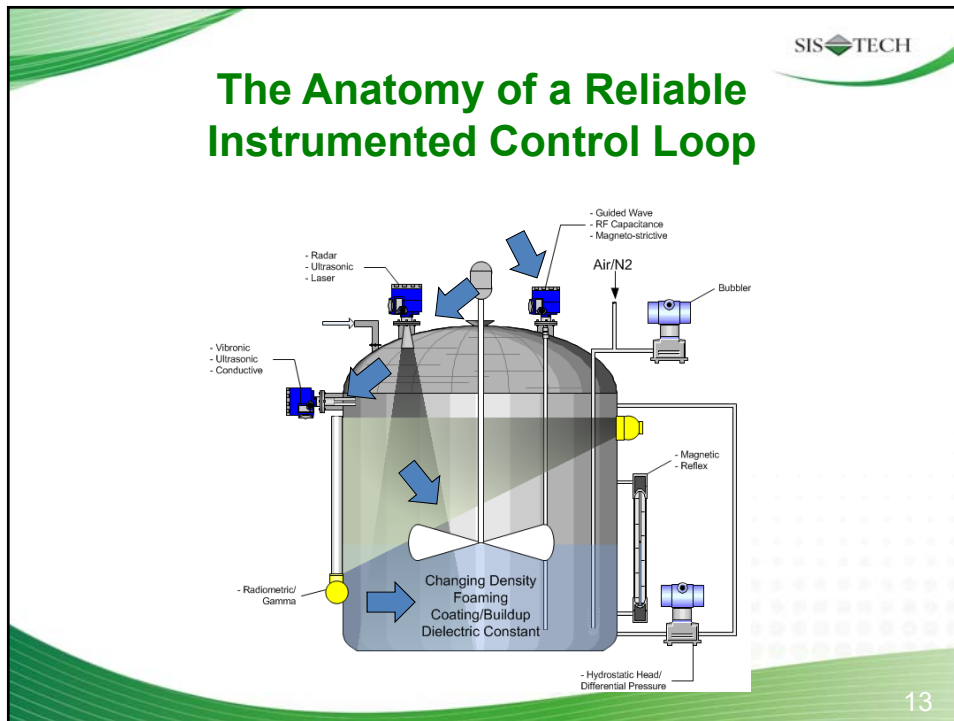 SIS TECH
The Anatomy of a Reliable
Instrumented Control Loop
- Guided Wave
- RF Capacitance
- Magneto-strictive
- Radar
- Ultrasonic
- Laser
Air/N2
Bubbler
- Vibronic
- Ultrasonic
- Conductive
- Magnetic
- Reflex
Changing Density
Foaming
Coating/Buildup
Dielectric Constant
- Radiometric/
Gamma
- Hydrostatic Head/
Differential Pressure
13